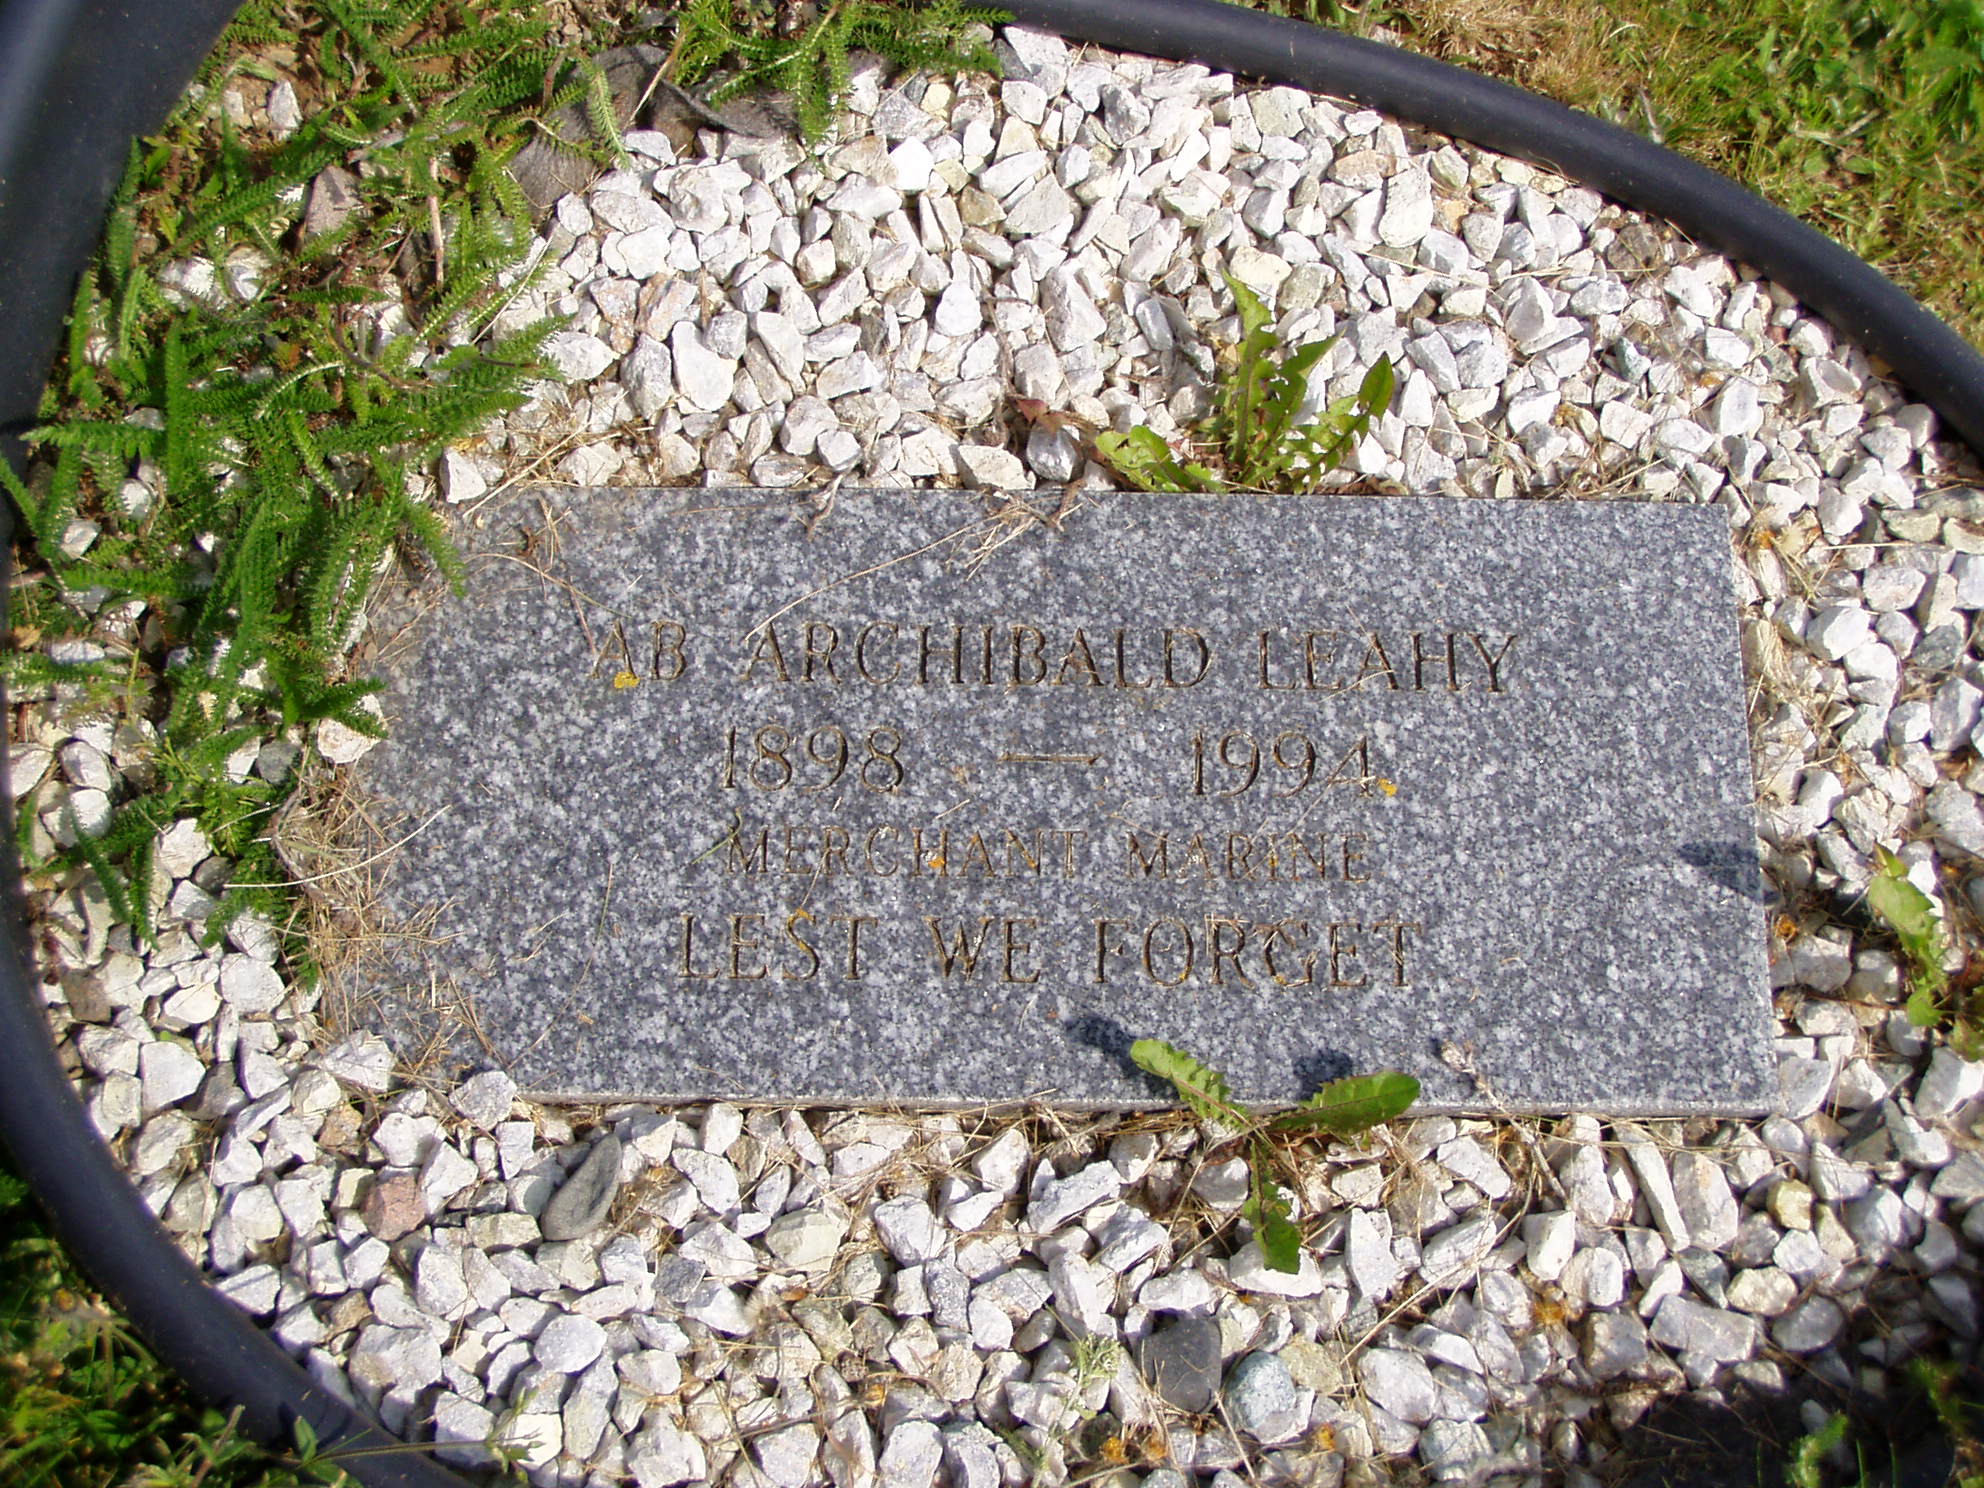 AB ARCHIBALD LEAHY
1898 — 1994
MERCHANT MARINE
LEST WE FORGET